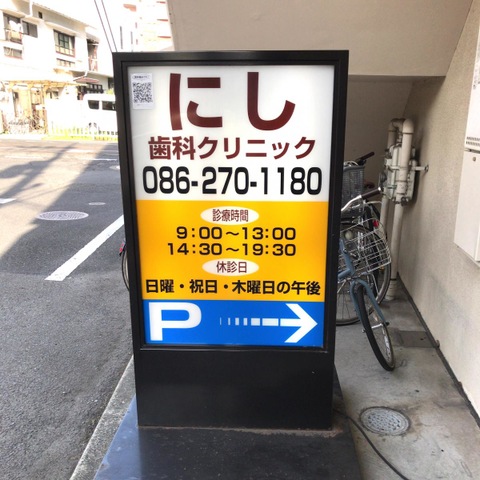 にし
歯科クリニック
086-270-1180
診療時間
9:00～13:00
14:30～19:30
休診日
日曜・祝日・木曜日の午後
P